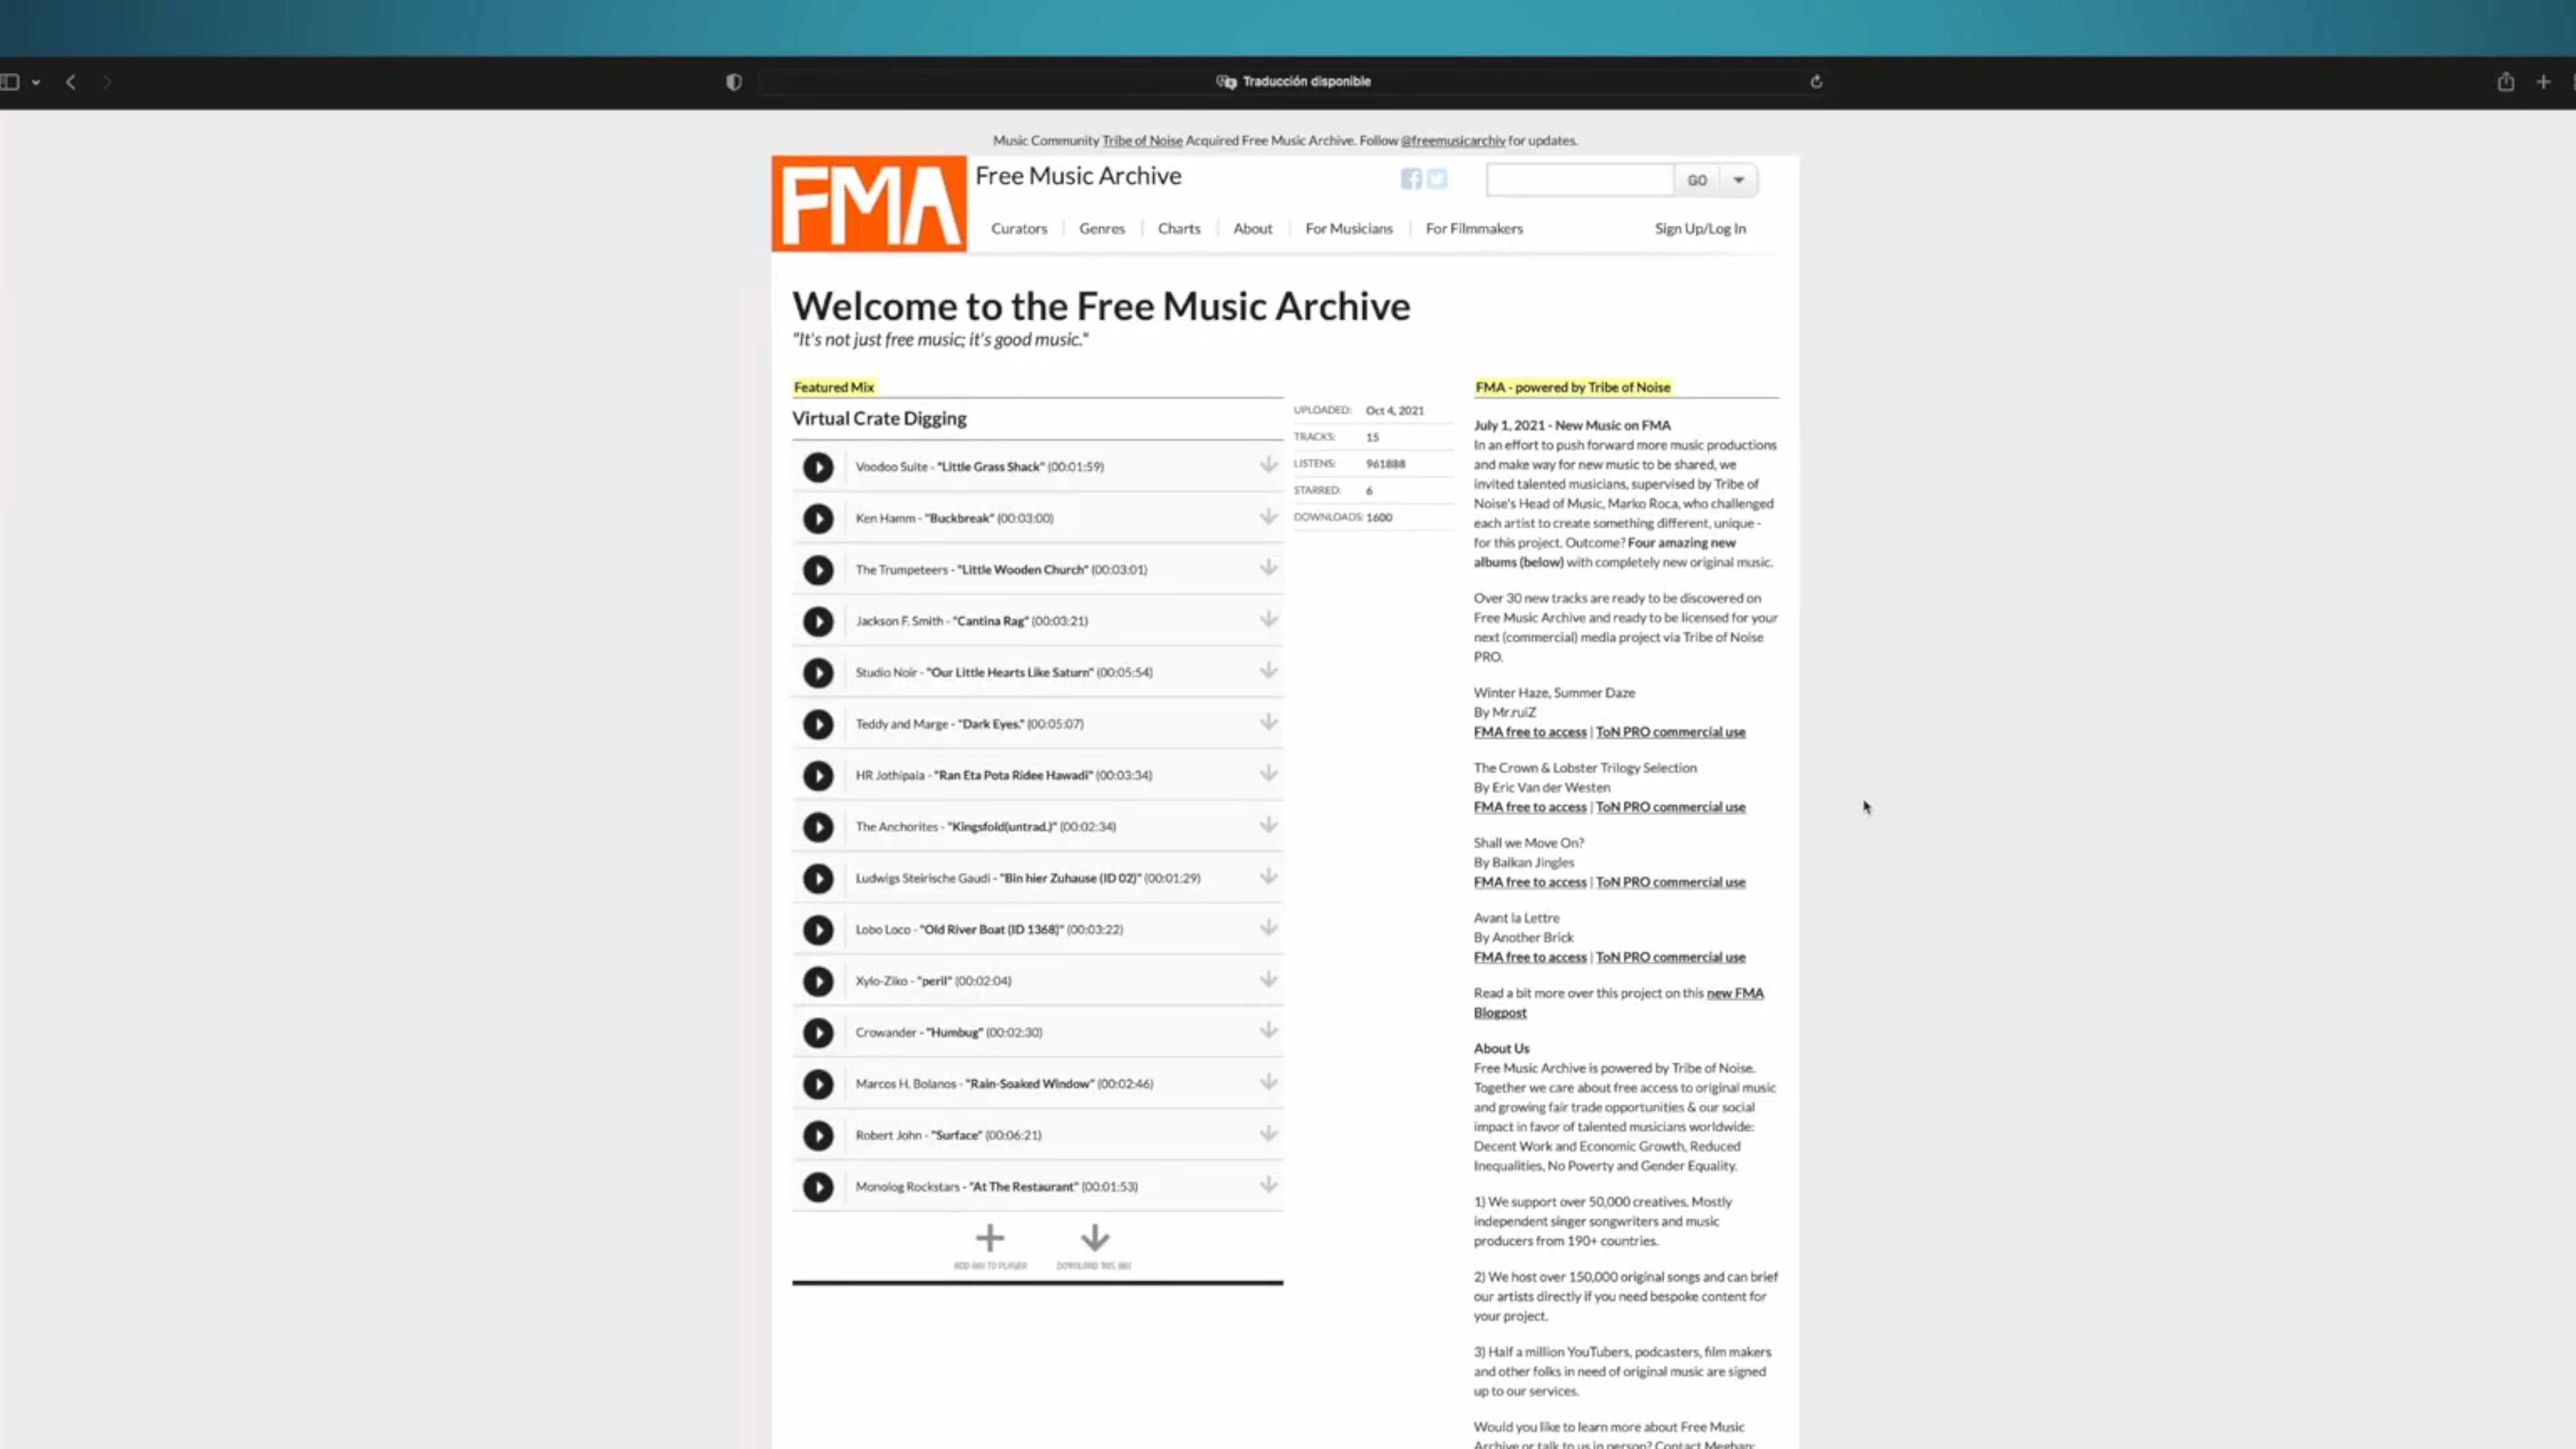 Traducción disponible
Music Community Tribe of Noise Acquired Free Music Archive. Follow @freemusicarchiv for updates.
FMA
Free Music Archive
GO
Curators
Genres
Charts
About
For Musicians
For Filmmakers
Sign Up/Log In
Welcome to the Free Music Archive
"It's not just free music; it's good music."
Featured Mix
Virtual Crate Digging
Voodoo Suite - "Little Grass Shack" (00:01:59)
Ken Hamm - "Buckbreak" (00:03:00)
The Trumpeteers - "Little Wooden Church" (00:03:01)
Jackson F. Smith - "Cantina Rag" (00:03:21)
Studio Noir - "Our Little Hearts Like Saturn" (00:05:54)
Teddy and Marge - "Dark Eyes." (00:05:07)
HR Jothipala - "Ran Eta Pota Ridee Hawadi" (00:03:34)
The Anchorites - "Kingsfold(untrad.)" (00:02:34)
Ludwigs Steirische Gaudi - "Bin hier Zuhause (ID 02)" (00:01:29)
Lobo Loco - "Old River Boat (ID 1368)" (00:03:22)
Xylo-Ziko - "peril" (00:02:04)
Crowander - "Humbug" (00:02:30)
Marcos H. Bolanos - "Rain-Soaked Window" (00:02:46)
Robert John - "Surface" (00:06:21)
Monolog Rockstars - "At The Restaurant" (00:01:53)
ADD MIX TO PLAYER
DOWNLOAD THIS MIX
UPLOADED: Oct 4, 2021
TRACKS: 15
LISTENS: 961888
STARRED: 6
DOWNLOADS: 1600
FMA - powered by Tribe of Noise
July 1, 2021 - New Music on FMA
In an effort to push forward more music productions
and make way for new music to be shared, we
invited talented musicians, supervised by Tribe of
Noise's Head of Music, Marko Roca, who challenged
each artist to create something different, unique -
for this project. Outcome? Four amazing new
albums (below) with completely new original music.
Over 30 new tracks are ready to be discovered on
Free Music Archive and ready to be licensed for your
next (commercial) media project via Tribe of Noise
PRO.
Winter Haze, Summer Daze
By Mr.ruiZ
FMA free to access | ToN PRO commercial use
The Crown & Lobster Trilogy Selection
By Eric Van der Westen
FMA free to access | ToN PRO commercial use
Shall we Move On?
By Balkan Jingles
FMA free to access | ToN PRO commercial use
Avant la Lettre
By Another Brick
FMA free to access | ToN PRO commercial use
Read a bit more over this project on this new FMA
Blogpost
About Us
Free Music Archive is powered by Tribe of Noise.
Together we care about free access to original music
and growing fair trade opportunities & our social
impact in favor of talented musicians worldwide:
Decent Work and Economic Growth, Reduced
Inequalities, No Poverty and Gender Equality.
1) We support over 50,000 creatives. Mostly
independent singer songwriters and music
producers from 190+ countries.
2) We host over 150,000 original songs and can brief
our artists directly if you need bespoke content for
your project.
3) Half a million YouTubers, podcasters, film makers
and other folks in need of original music are signed
up to our services.
Would you like to learn more about Free Music
Archive or talk to us in person? Contact Meghan: